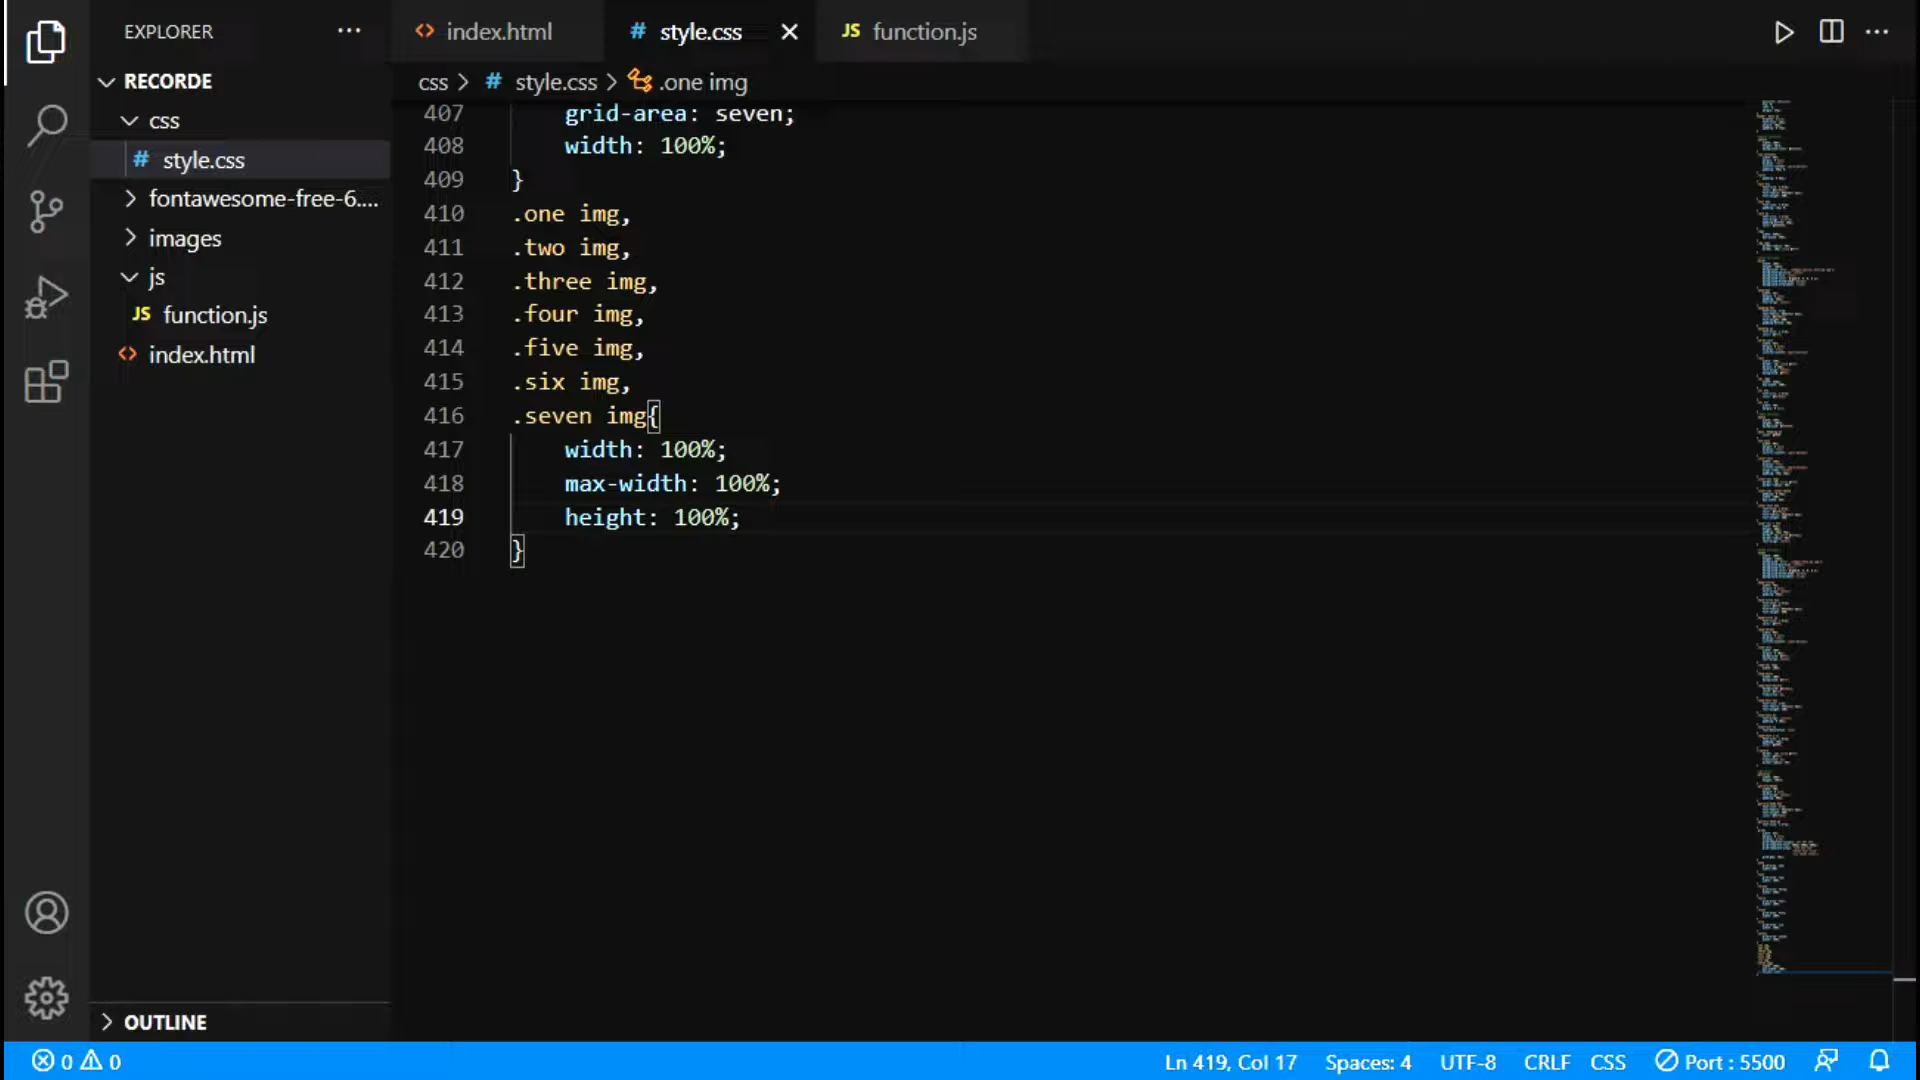 EXPLORER
RECORDE
css
# style.css
fontawesome-free-6....
images
js
JS function.js
<> index.html
OUTLINE
<> index.html
# style.css
JS function.js
css > # style.css > .one img
407 grid-area: seven;
408 width: 100%;
409 }
410 .one img,
411 .two img,
412 .three img,
413 .four img,
414 .five img,
415 .six img,
416 .seven img{
417 width: 100%;
418 max-width: 100%;
419 height: 100%;
420 }
0 0
Ln 419, Col 17 Spaces: 4 UTF-8 CRLF CSS Port : 5500